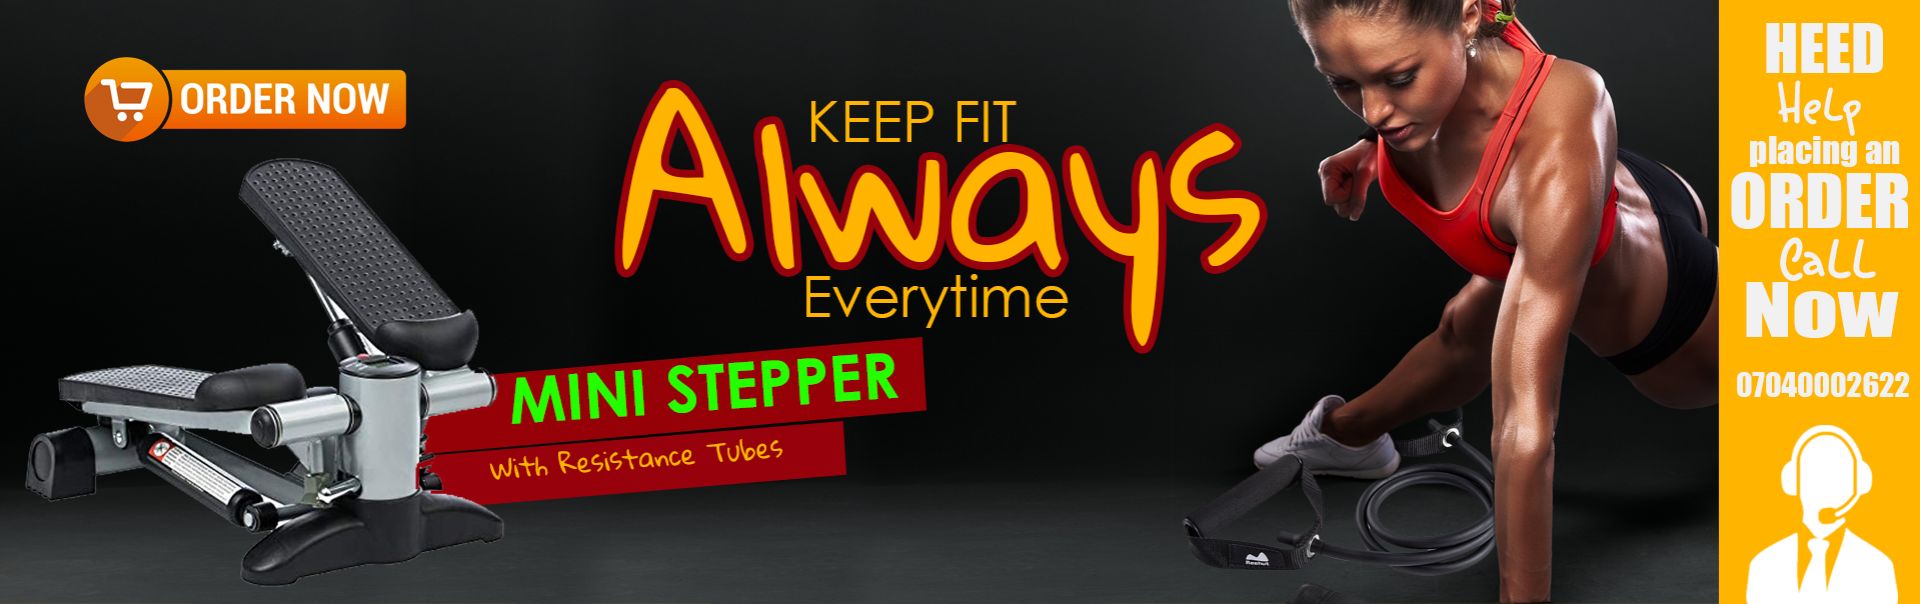 ORDER NOW
KEEP FIT
Always
Everytime
MINI STEPPER
With Resistance Tubes
Reehut
HEED
HeLp
placing an
ORDER
CaLL
Now
07040002622